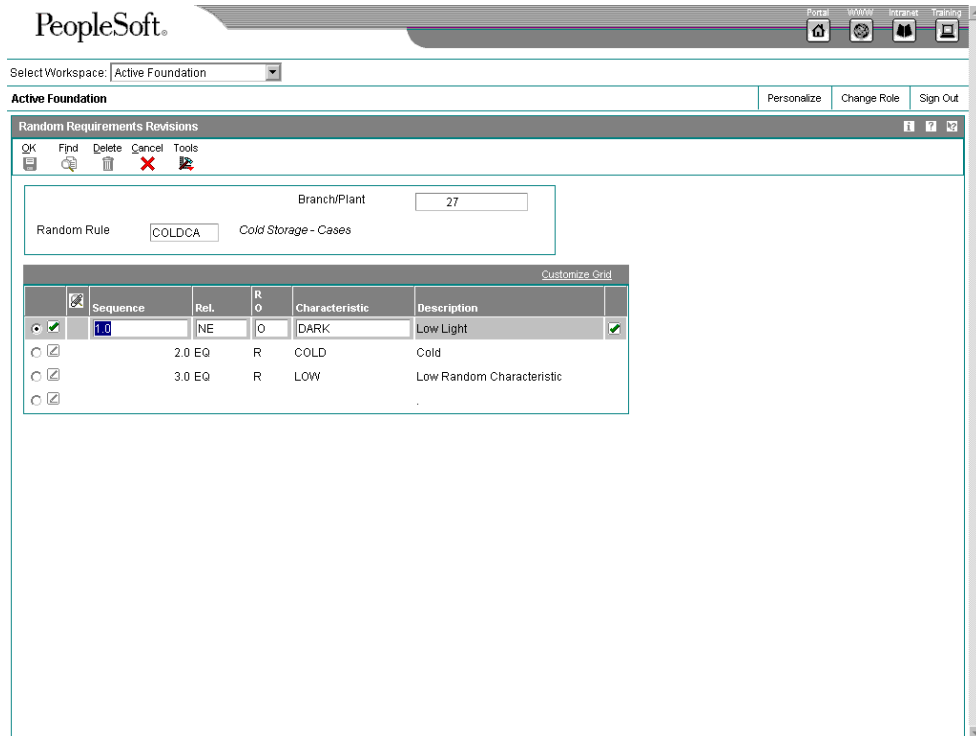 PeopleSoft.
Portal WWW Intranet Training
Select Workspace: Active Foundation
Active Foundation Personalize Change Role Sign Out
Random Requirements Revisions
OK Find Delete Cancel Tools
Branch/Plant 27
Random Rule COLDCA Cold Storage - Cases
Customize Grid
Sequence Rel. R O Characteristic Description
1.0 NE O DARK Low Light
2.0 EQ R COLD Cold
3.0 EQ R LOW Low Random Characteristic
.